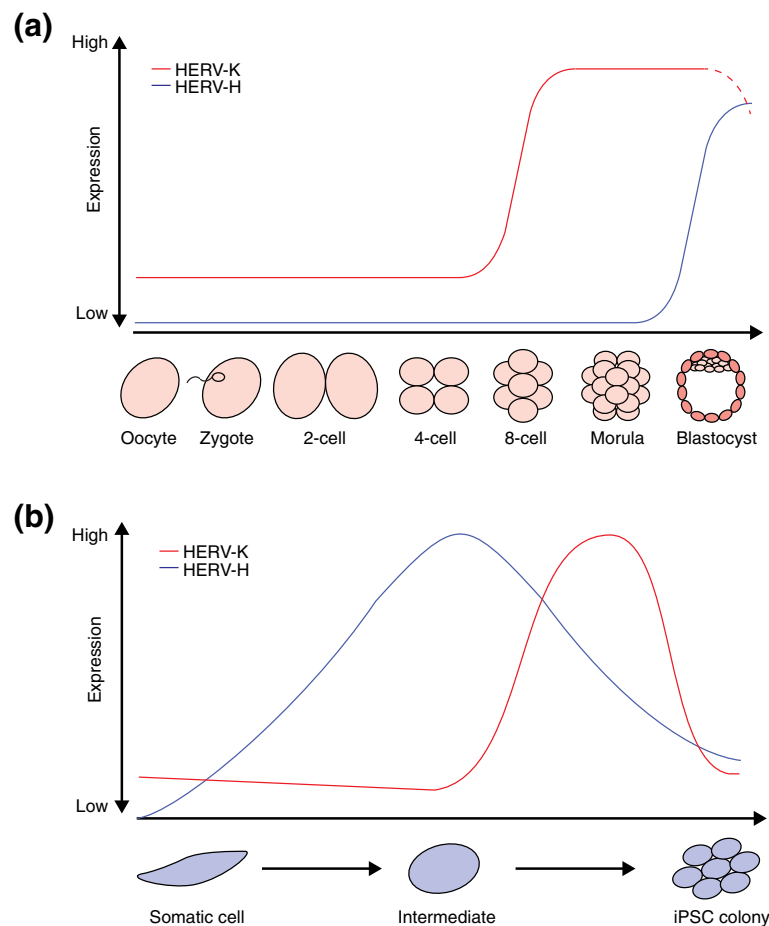 (a)
High
HERV-K
HERV-H
Expression
Low
Oocyte Zygote 2-cell 4-cell 8-cell Morula Blastocyst
(b)
High
HERV-K
HERV-H
Expression
Low
Somatic cell Intermediate iPSC colony